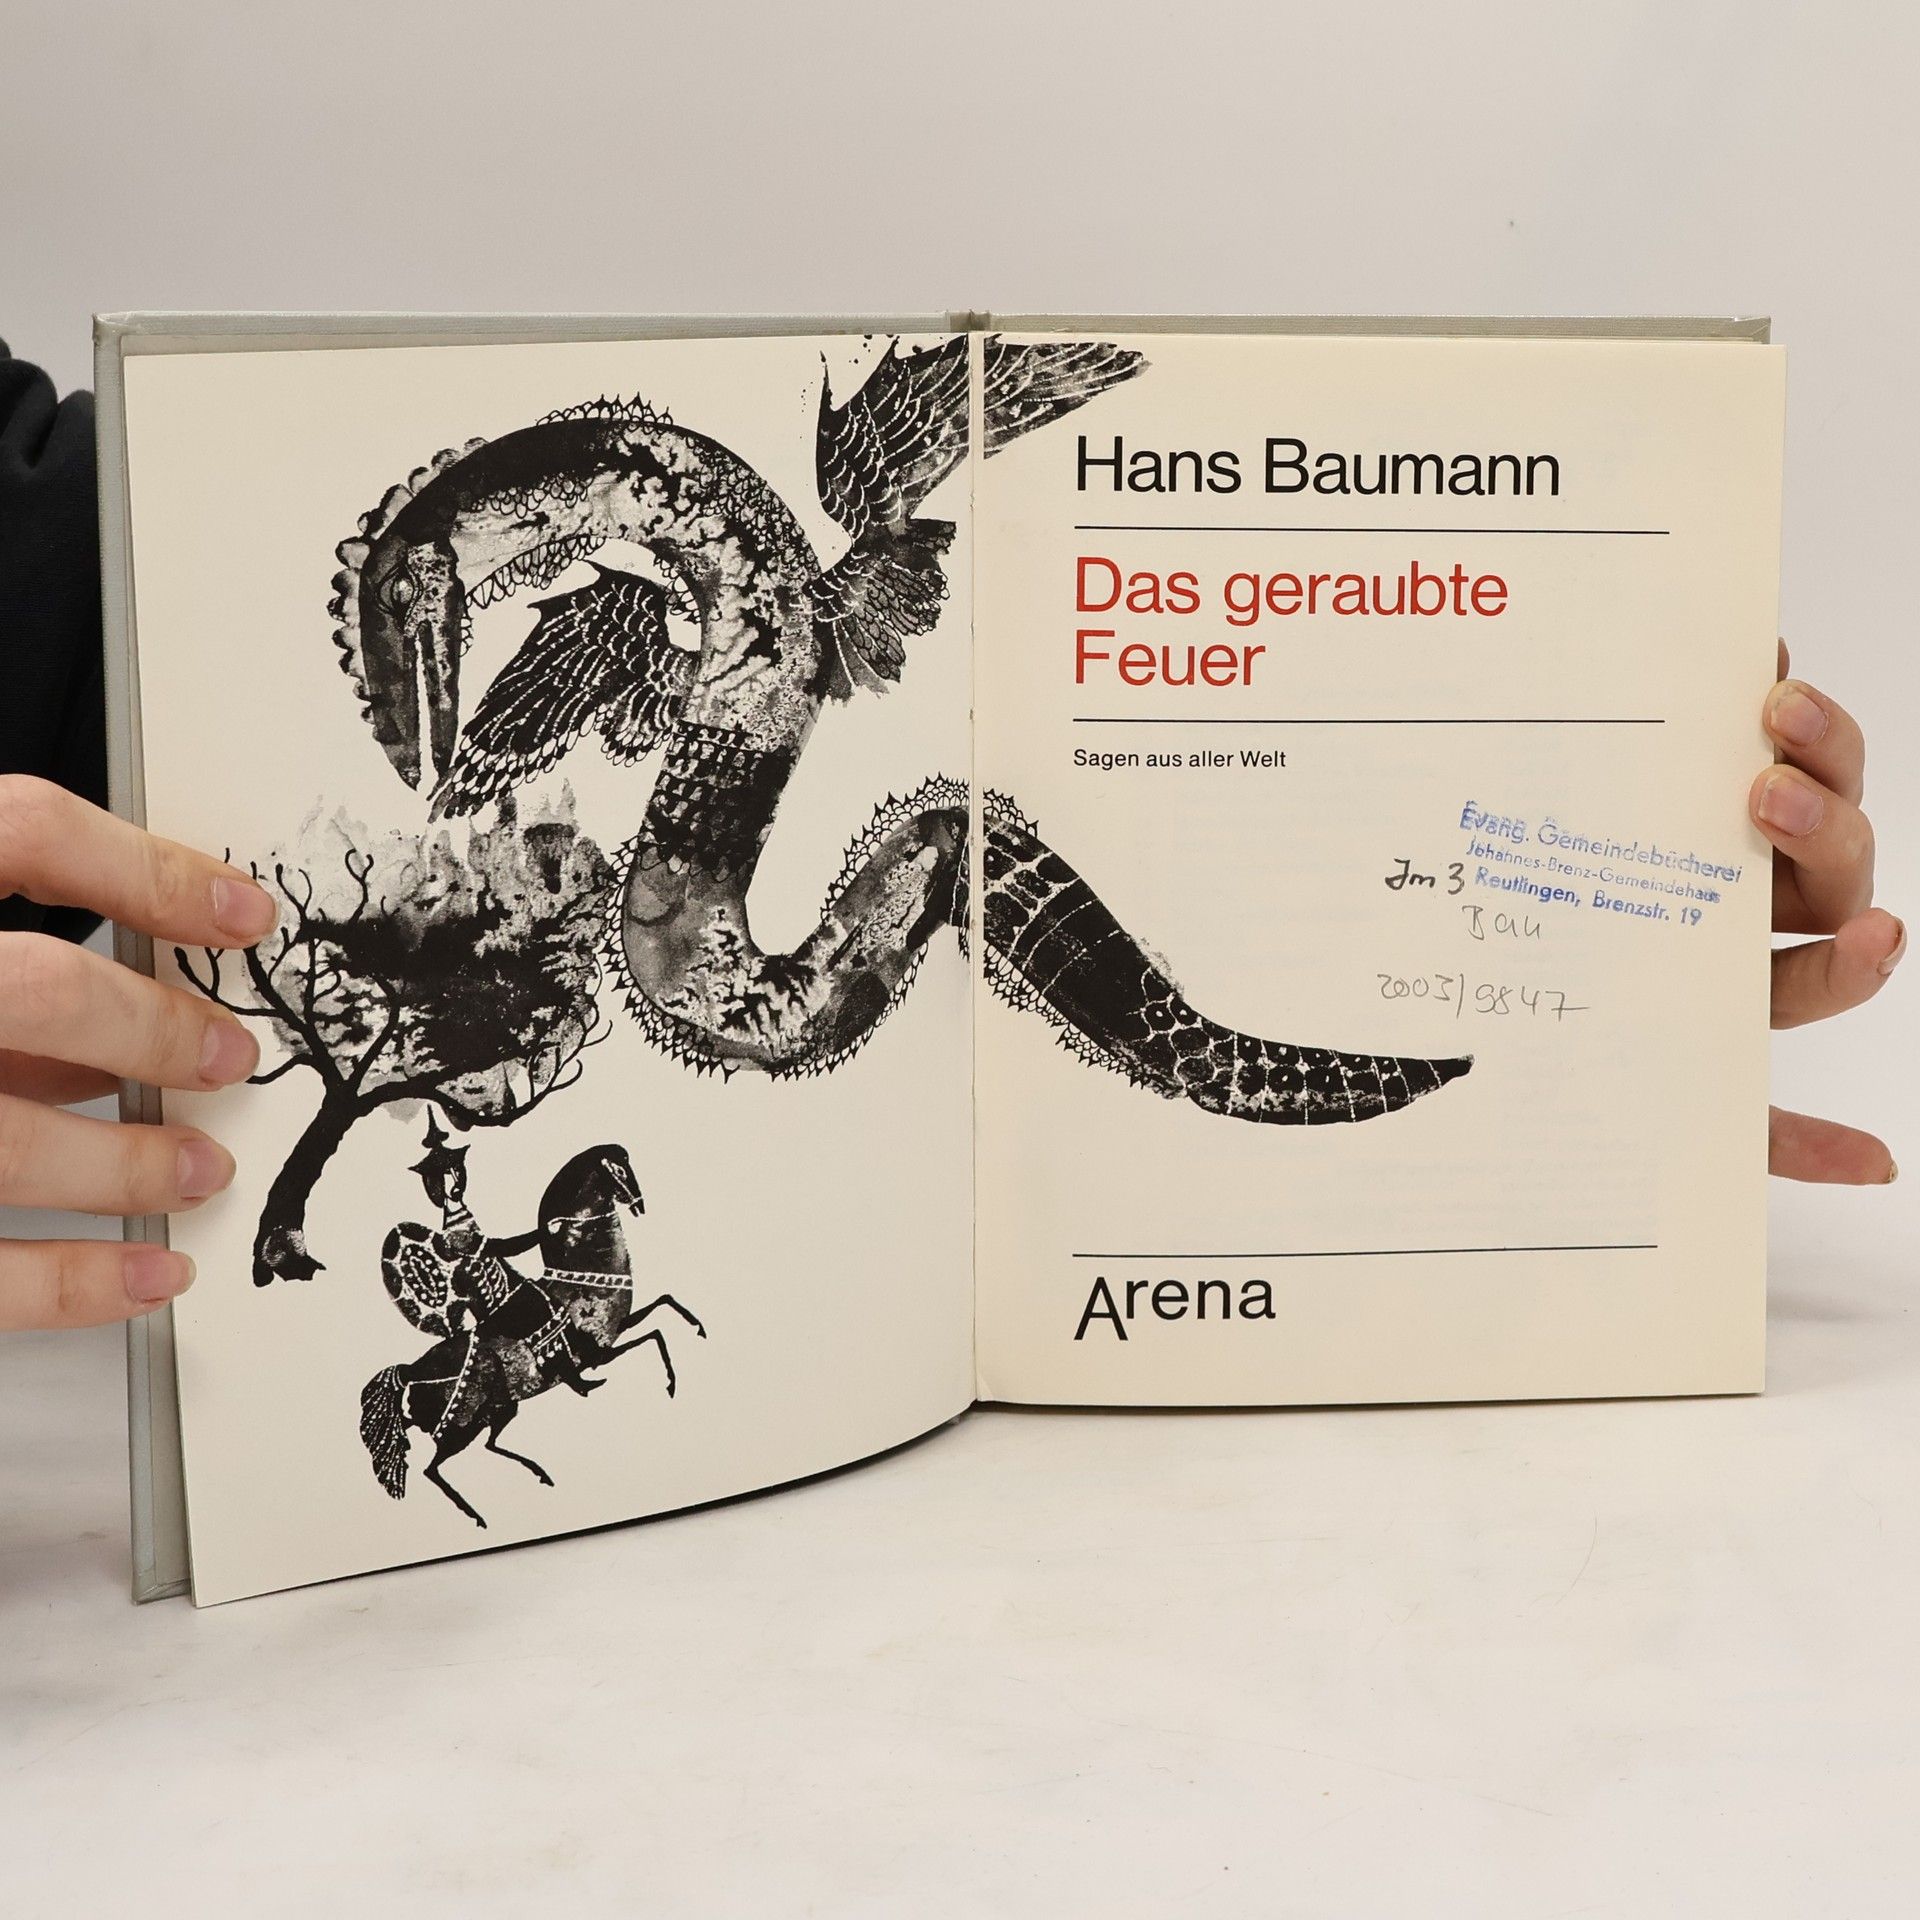 Hans Baumann
Das geraubte
Feuer
Sagen aus aller Welt
Evang. Gemeindebücherei
Johannes-Brenz-Gemeindehaus
Jm 3 Reutlingen, Brenzstr. 19
Bau
2003/9847
Arena